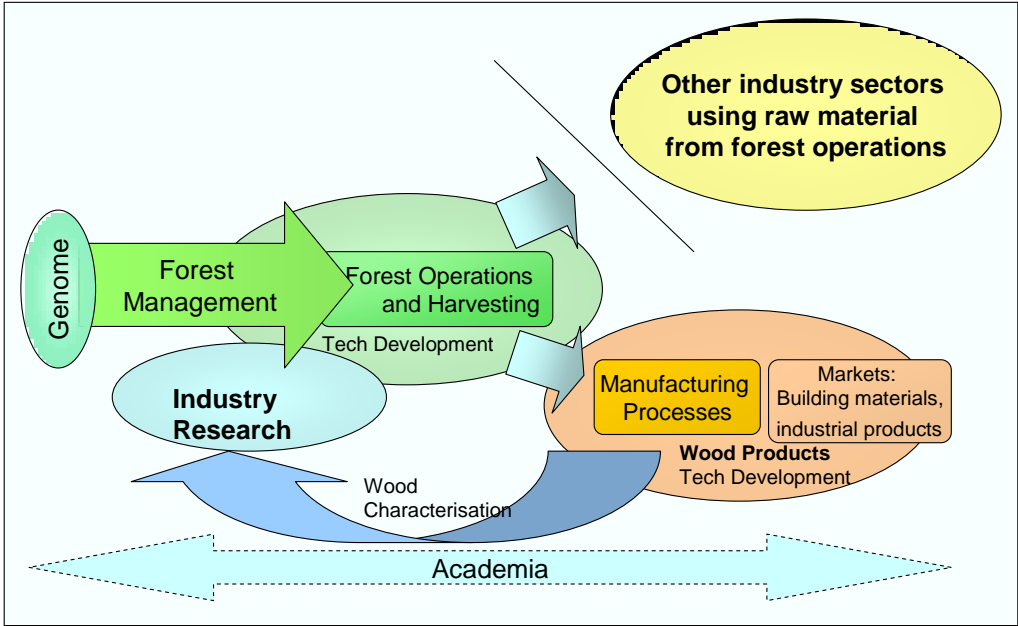 Other industry sectors
using raw material
from forest operations
Genome
Forest
Management
Forest Operations
and Harvesting
Tech Development
Industry
Research
Manufacturing
Processes
Markets:
Building materials,
industrial products
Wood Products
Tech Development
Wood
Characterisation
Academia